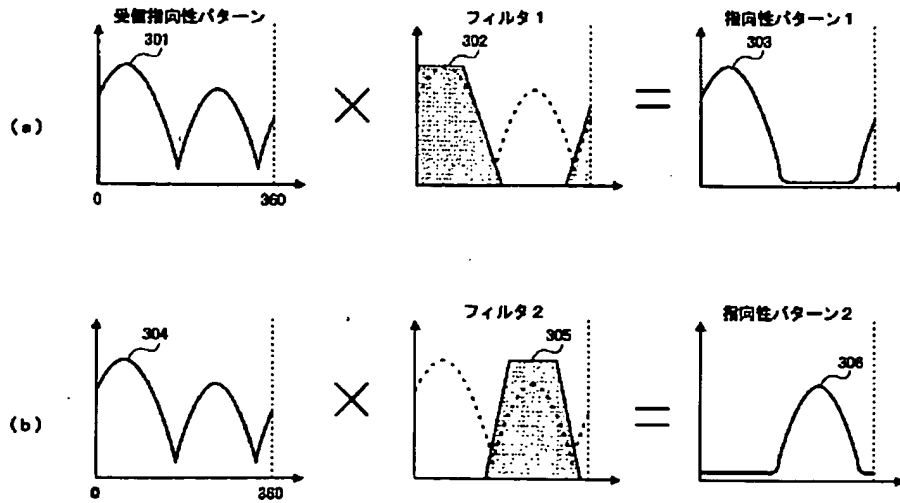 受信指向性パターン
フィルタ1
指向性パターン1
301
302
303
(a)
×
=
0
360
フィルタ2
指向性パターン2
304
305
306
(b)
×
=
0
360